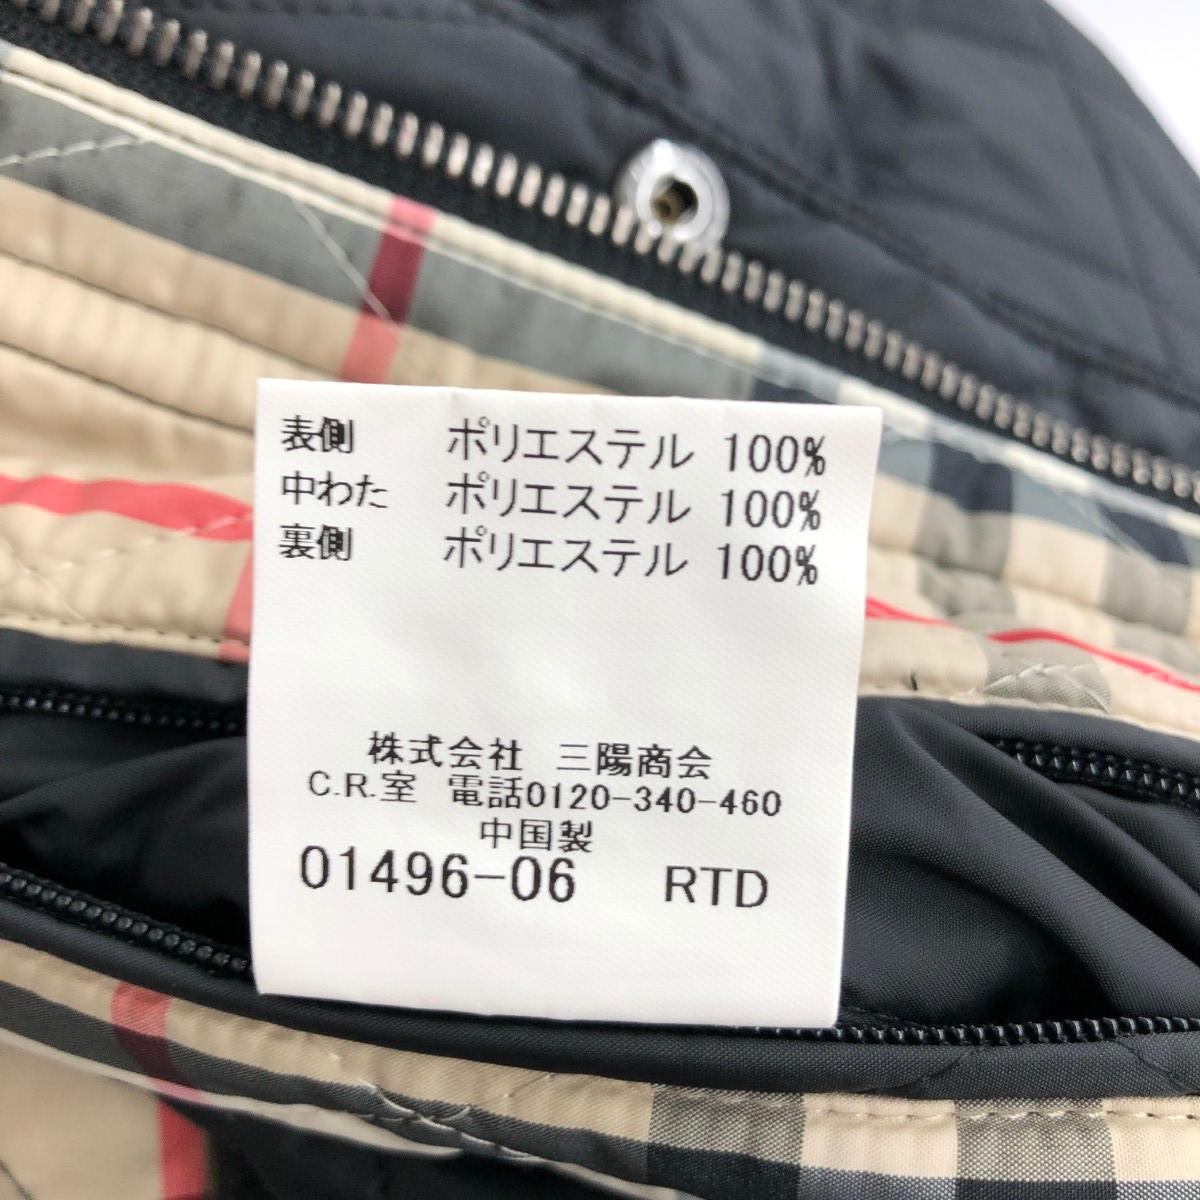 表側 ポリエステル 100%
中わた ポリエステル 100%
裏側 ポリエステル 100%
株式会社 三陽商会
C.R.室 電話0120-340-460
中国製
01496-06 RTD